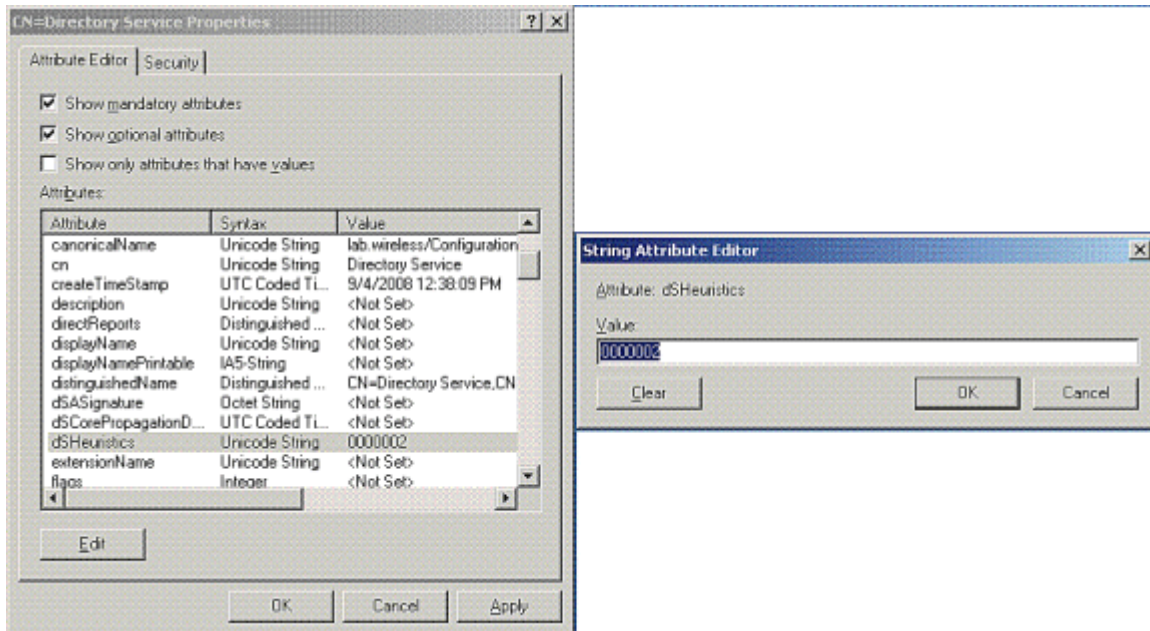 CN=Directory Service Properties
Attribute Editor
Security
Show mandatory attributes
Show optional attributes
Show only attributes that have values
Attributes:
Attribute Syntax Value
canonicalName Unicode String lab.wireless/Configuration
cn Unicode String Directory Service
createTimeStamp UTC Coded Ti... 9/4/2008 12:38:09 PM
description Unicode String <Not Set>
directReports Distinguished ... <Not Set>
displayName Unicode String <Not Set>
displayNamePrintable IA5-String <Not Set>
distinguishedName Distinguished ... CN=Directory Service,CN
dSASignature Octet String <Not Set>
dSCorePropagationD... UTC Coded Ti... <Not Set>
dSHeuristics Unicode String 0000002
extensionName Unicode String <Not Set>
flags Integer <Not Set>
Edit
OK Cancel Apply
String Attribute Editor
Attribute: dSHeuristics
Value:
0000002
Clear OK Cancel